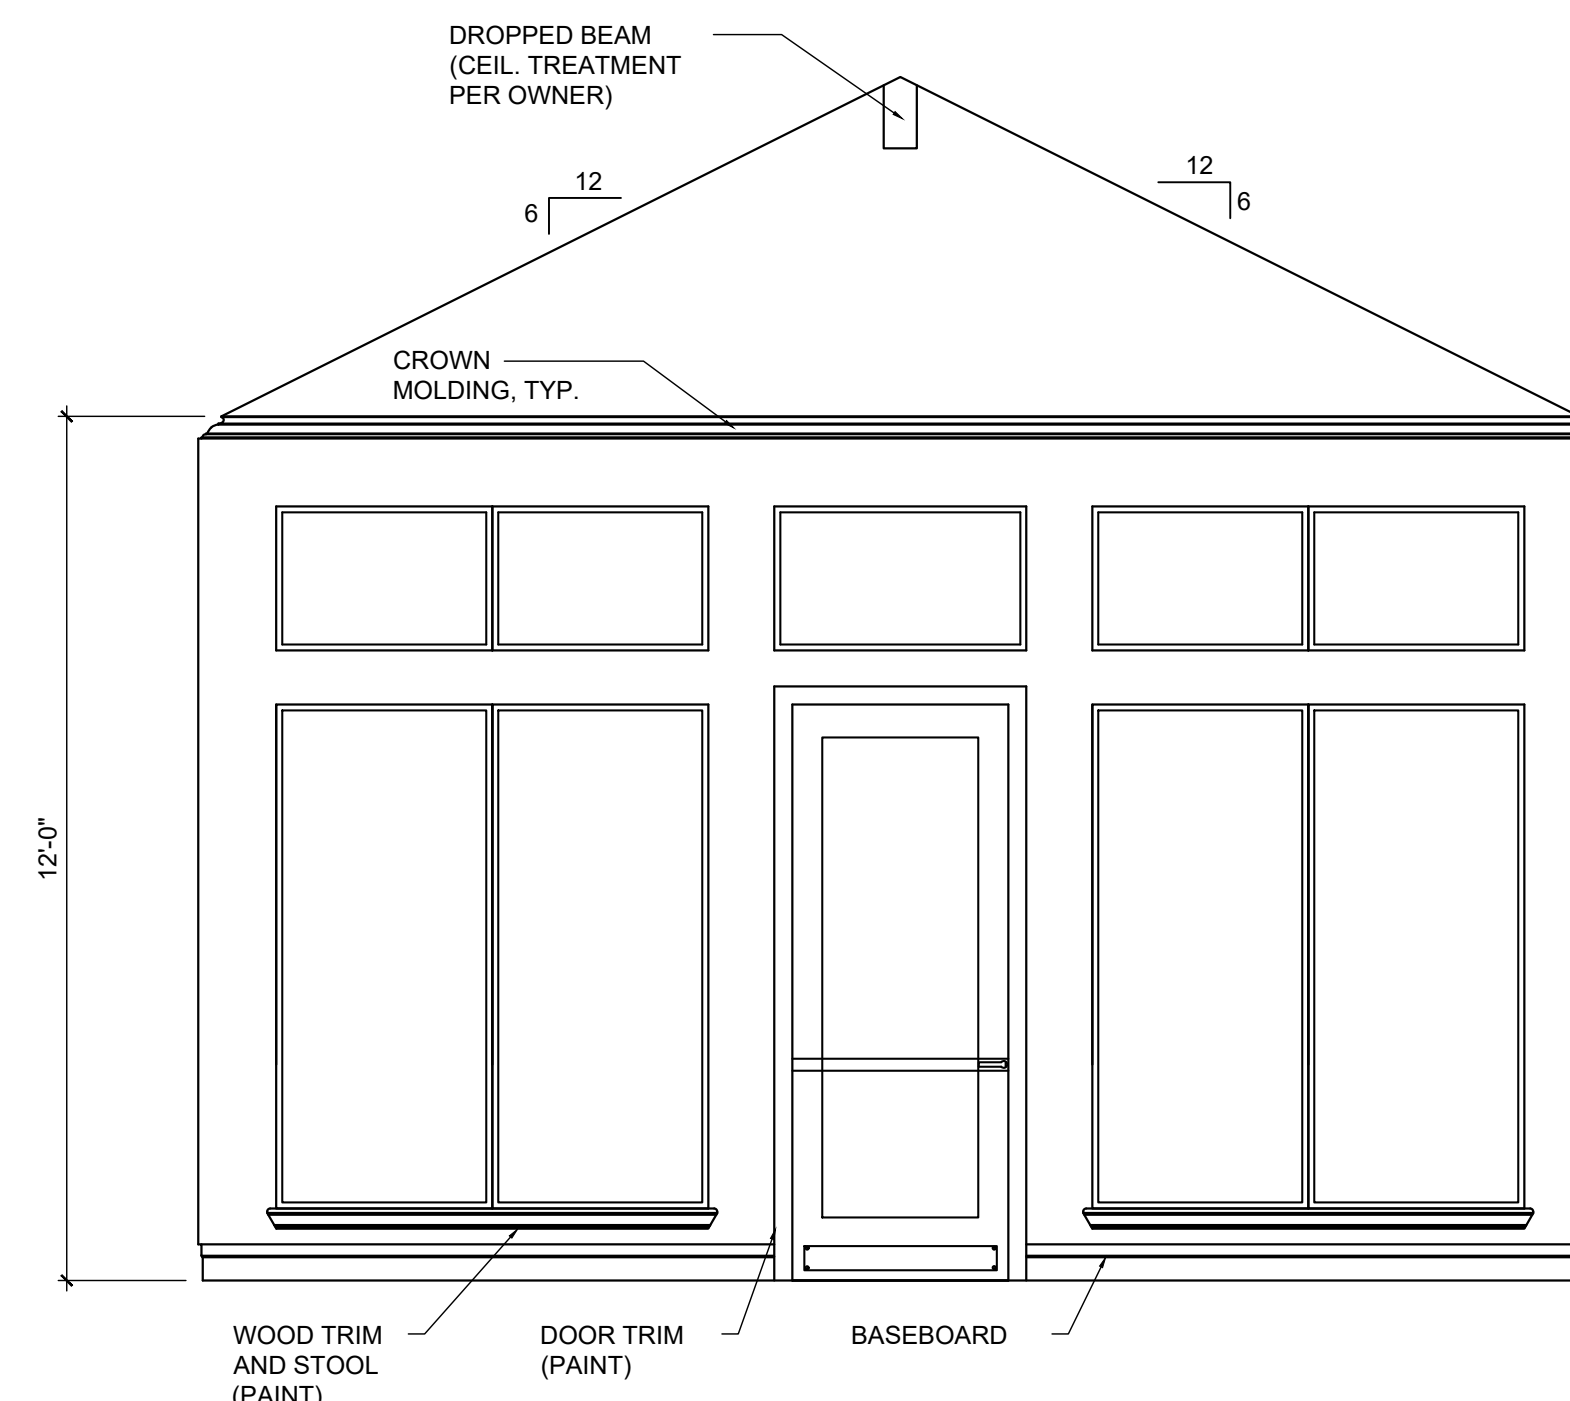 DROPPED BEAM
(CEIL. TREATMENT
PER OWNER)
12
6
12
6
CROWN
MOLDING, TYP.
12'-0"
WOOD TRIM
AND STOOL
(PAINT)
DOOR TRIM
(PAINT)
BASEBOARD